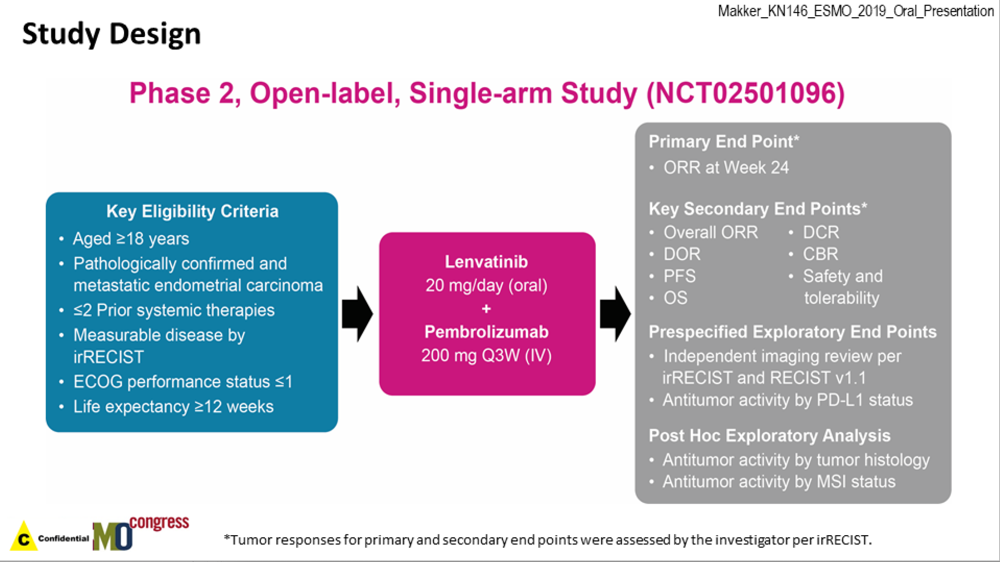 Makker_KN146_ESMO_2019_Oral_Presentation
Study Design
Phase 2, Open-label, Single-arm Study (NCT02501096)
Key Eligibility Criteria
• Aged ≥18 years
• Pathologically confirmed and
metastatic endometrial carcinoma
• ≤2 Prior systemic therapies
• Measurable disease by
irRECIST
• ECOG performance status ≤1
• Life expectancy ≥12 weeks
Lenvatinib
20 mg/day (oral)
+
Pembrolizumab
200 mg Q3W (IV)
Primary End Point*
• ORR at Week 24
Key Secondary End Points*
• Overall ORR
• DOR
• PFS
• OS
• DCR
• CBR
• Safety and
tolerability
Prespecified Exploratory End Points
• Independent imaging review per
irRECIST and RECIST v1.1
• Antitumor activity by PD-L1 status
Post Hoc Exploratory Analysis
• Antitumor activity by tumor histology
• Antitumor activity by MSI status
C Confidential
MO congress
*Tumor responses for primary and secondary end points were assessed by the investigator per irRECIST.